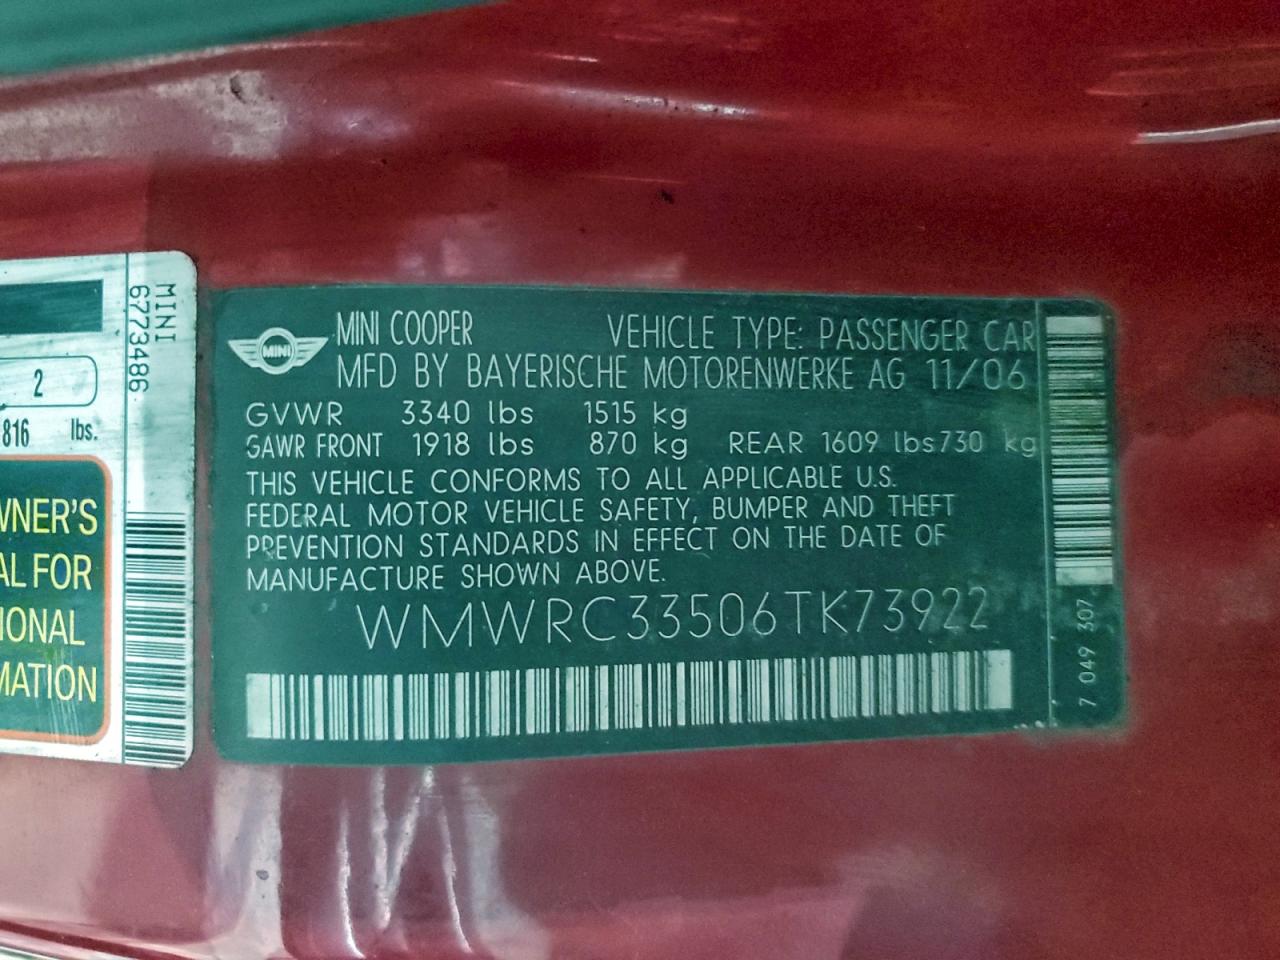 MINI
6773486
2
816 lbs.
WNER'S
AL FOR
IONAL
MATION
MINI
MINI COOPER VEHICLE TYPE: PASSENGER CAR
MFD BY BAYERISCHE MOTORENWERKE AG 11/06
GVWR 3340 lbs 1515 kg
GAWR FRONT 1918 lbs 870 kg REAR 1609 lbs730 kg
THIS VEHICLE CONFORMS TO ALL APPLICABLE U.S.
FEDERAL MOTOR VEHICLE SAFETY, BUMPER AND THEFT
PREVENTION STANDARDS IN EFFECT ON THE DATE OF
MANUFACTURE SHOWN ABOVE.
WMWRC33506TK73922
7 049 307